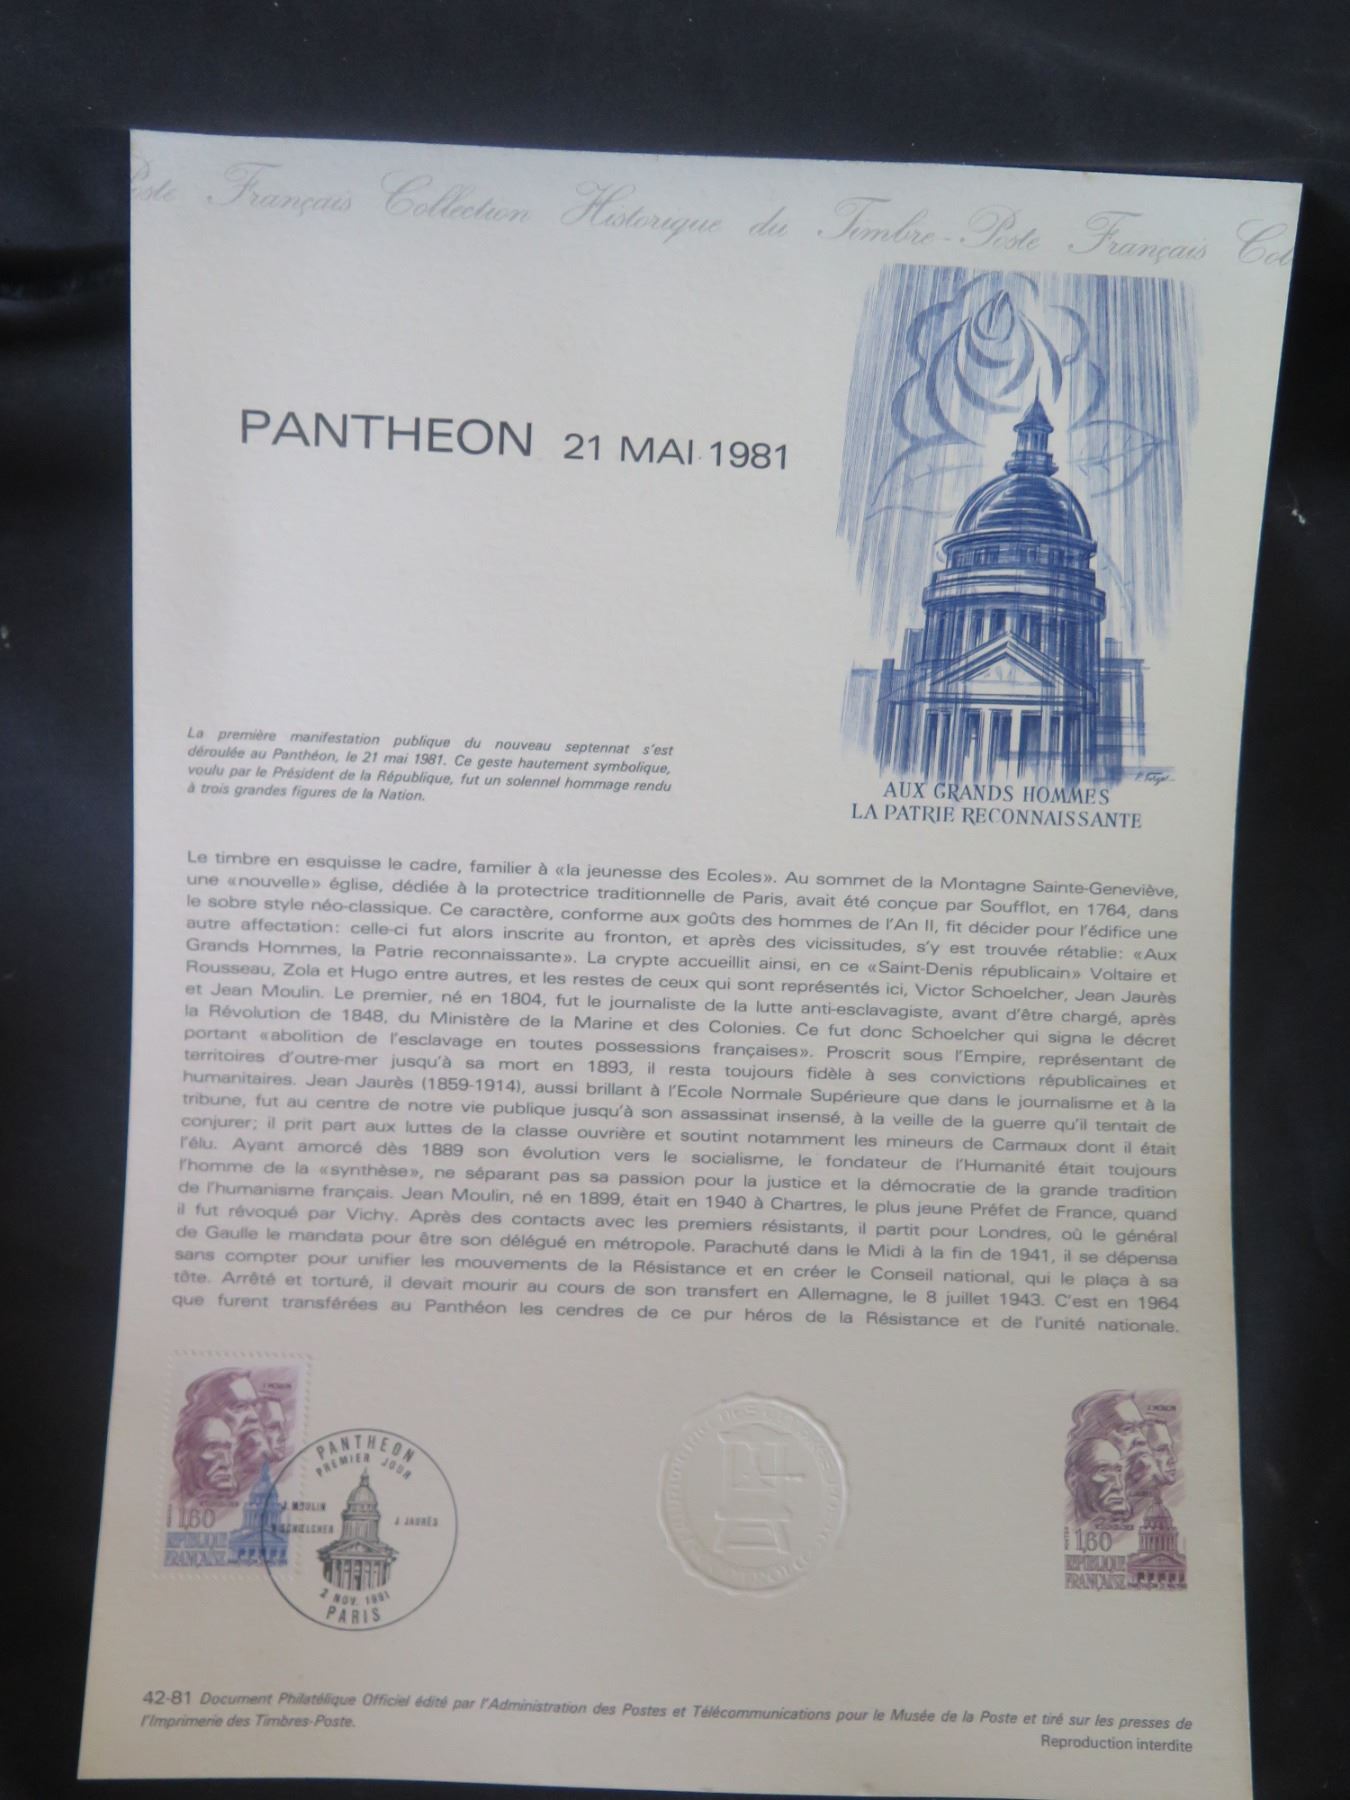 Poste Français Collection Historique du Timbre-Poste Français Col
PANTHEON 21 MAI 1981
AUX GRANDS HOMMES
LA PATRIE RECONNAISSANTE
La première manifestation publique du nouveau septennat s'est
déroulée au Panthéon, le 21 mai 1981. Ce geste hautement symbolique,
voulu par le Président de la République, fut un solennel hommage rendu
à trois grandes figures de la Nation.
Le timbre en esquisse le cadre, familier à «la jeunesse des Ecoles». Au sommet de la Montagne Sainte-Geneviève,
une «nouvelle» église, dédiée à la protectrice traditionnelle de Paris, avait été conçue par Soufflot, en 1764, dans
le sobre style néo-classique. Ce caractère, conforme aux goûts des hommes de l'An II, fit décider pour l'édifice une
autre affectation: celle-ci fut alors inscrite au fronton, et après des vicissitudes, s'y est trouvée rétablie: «Aux
Grands Hommes, la Patrie reconnaissante». La crypte accueillit ainsi, en ce «Saint-Denis républicain» Voltaire et
Rousseau, Zola et Hugo entre autres, et les restes de ceux qui sont représentés ici, Victor Schoelcher, Jean Jaurès
et Jean Moulin. Le premier, né en 1804, fut le journaliste de la lutte anti-esclavagiste, avant d'être chargé, après
la Révolution de 1848, du Ministère de la Marine et des Colonies. Ce fut donc Schoelcher qui signa le décret
portant «abolition de l'esclavage en toutes possessions françaises». Proscrit sous l'Empire, représentant de
territoires d'outre-mer jusqu'à sa mort en 1893, il resta toujours fidèle à ses convictions républicaines et
humanitaires. Jean Jaurès (1859-1914), aussi brillant à l'Ecole Normale Supérieure que dans le journalisme et à la
tribune, fut au centre de notre vie publique jusqu'à son assassinat insensé, à la veille de la guerre qu'il tentait de
conjurer; il prit part aux luttes de la classe ouvrière et soutint notamment les mineurs de Carmaux dont il était
l'élu. Ayant amorcé dès 1889 son évolution vers le socialisme, le fondateur de l'Humanité était toujours
l'homme de la «synthèse», ne séparant pas sa passion pour la justice et la démocratie de la grande tradition
de l'humanisme français. Jean Moulin, né en 1899, était en 1940 à Chartres, le plus jeune Préfet de France, quand
il fut révoqué par Vichy. Après des contacts avec les premiers résistants, il partit pour Londres, où le général
de Gaulle le mandata pour être son délégué en métropole. Parachuté dans le Midi à la fin de 1941, il se dépensa
sans compter pour unifier les mouvements de la Résistance et en créer le Conseil national, qui le plaça à sa
tôte. Arrêté et torturé, il devait mourir au cours de son transfert en Allemagne, le 8 juillet 1943. C'est en 1964
que furent transférées au Panthéon les cendres de ce pur héros de la Résistance et de l'unité nationale.
J.MOULIN
1,60
REPUBLIQUE
FRANÇAISE
PANTHEON
PREMIER JOUR
J. MOULIN
V. SCHŒLCHER
J. JAURÈS
2 NOV. 1981
PARIS
J.MOULIN
1,60
REPUBLIQUE
FRANÇAISE
42-81 Document Philatélique Officiel édité par l'Administration des Postes et Télécommunications pour le Musée de la Poste et tiré sur les presses de
l'Imprimerie des Timbres-Poste.
Reproduction interdite